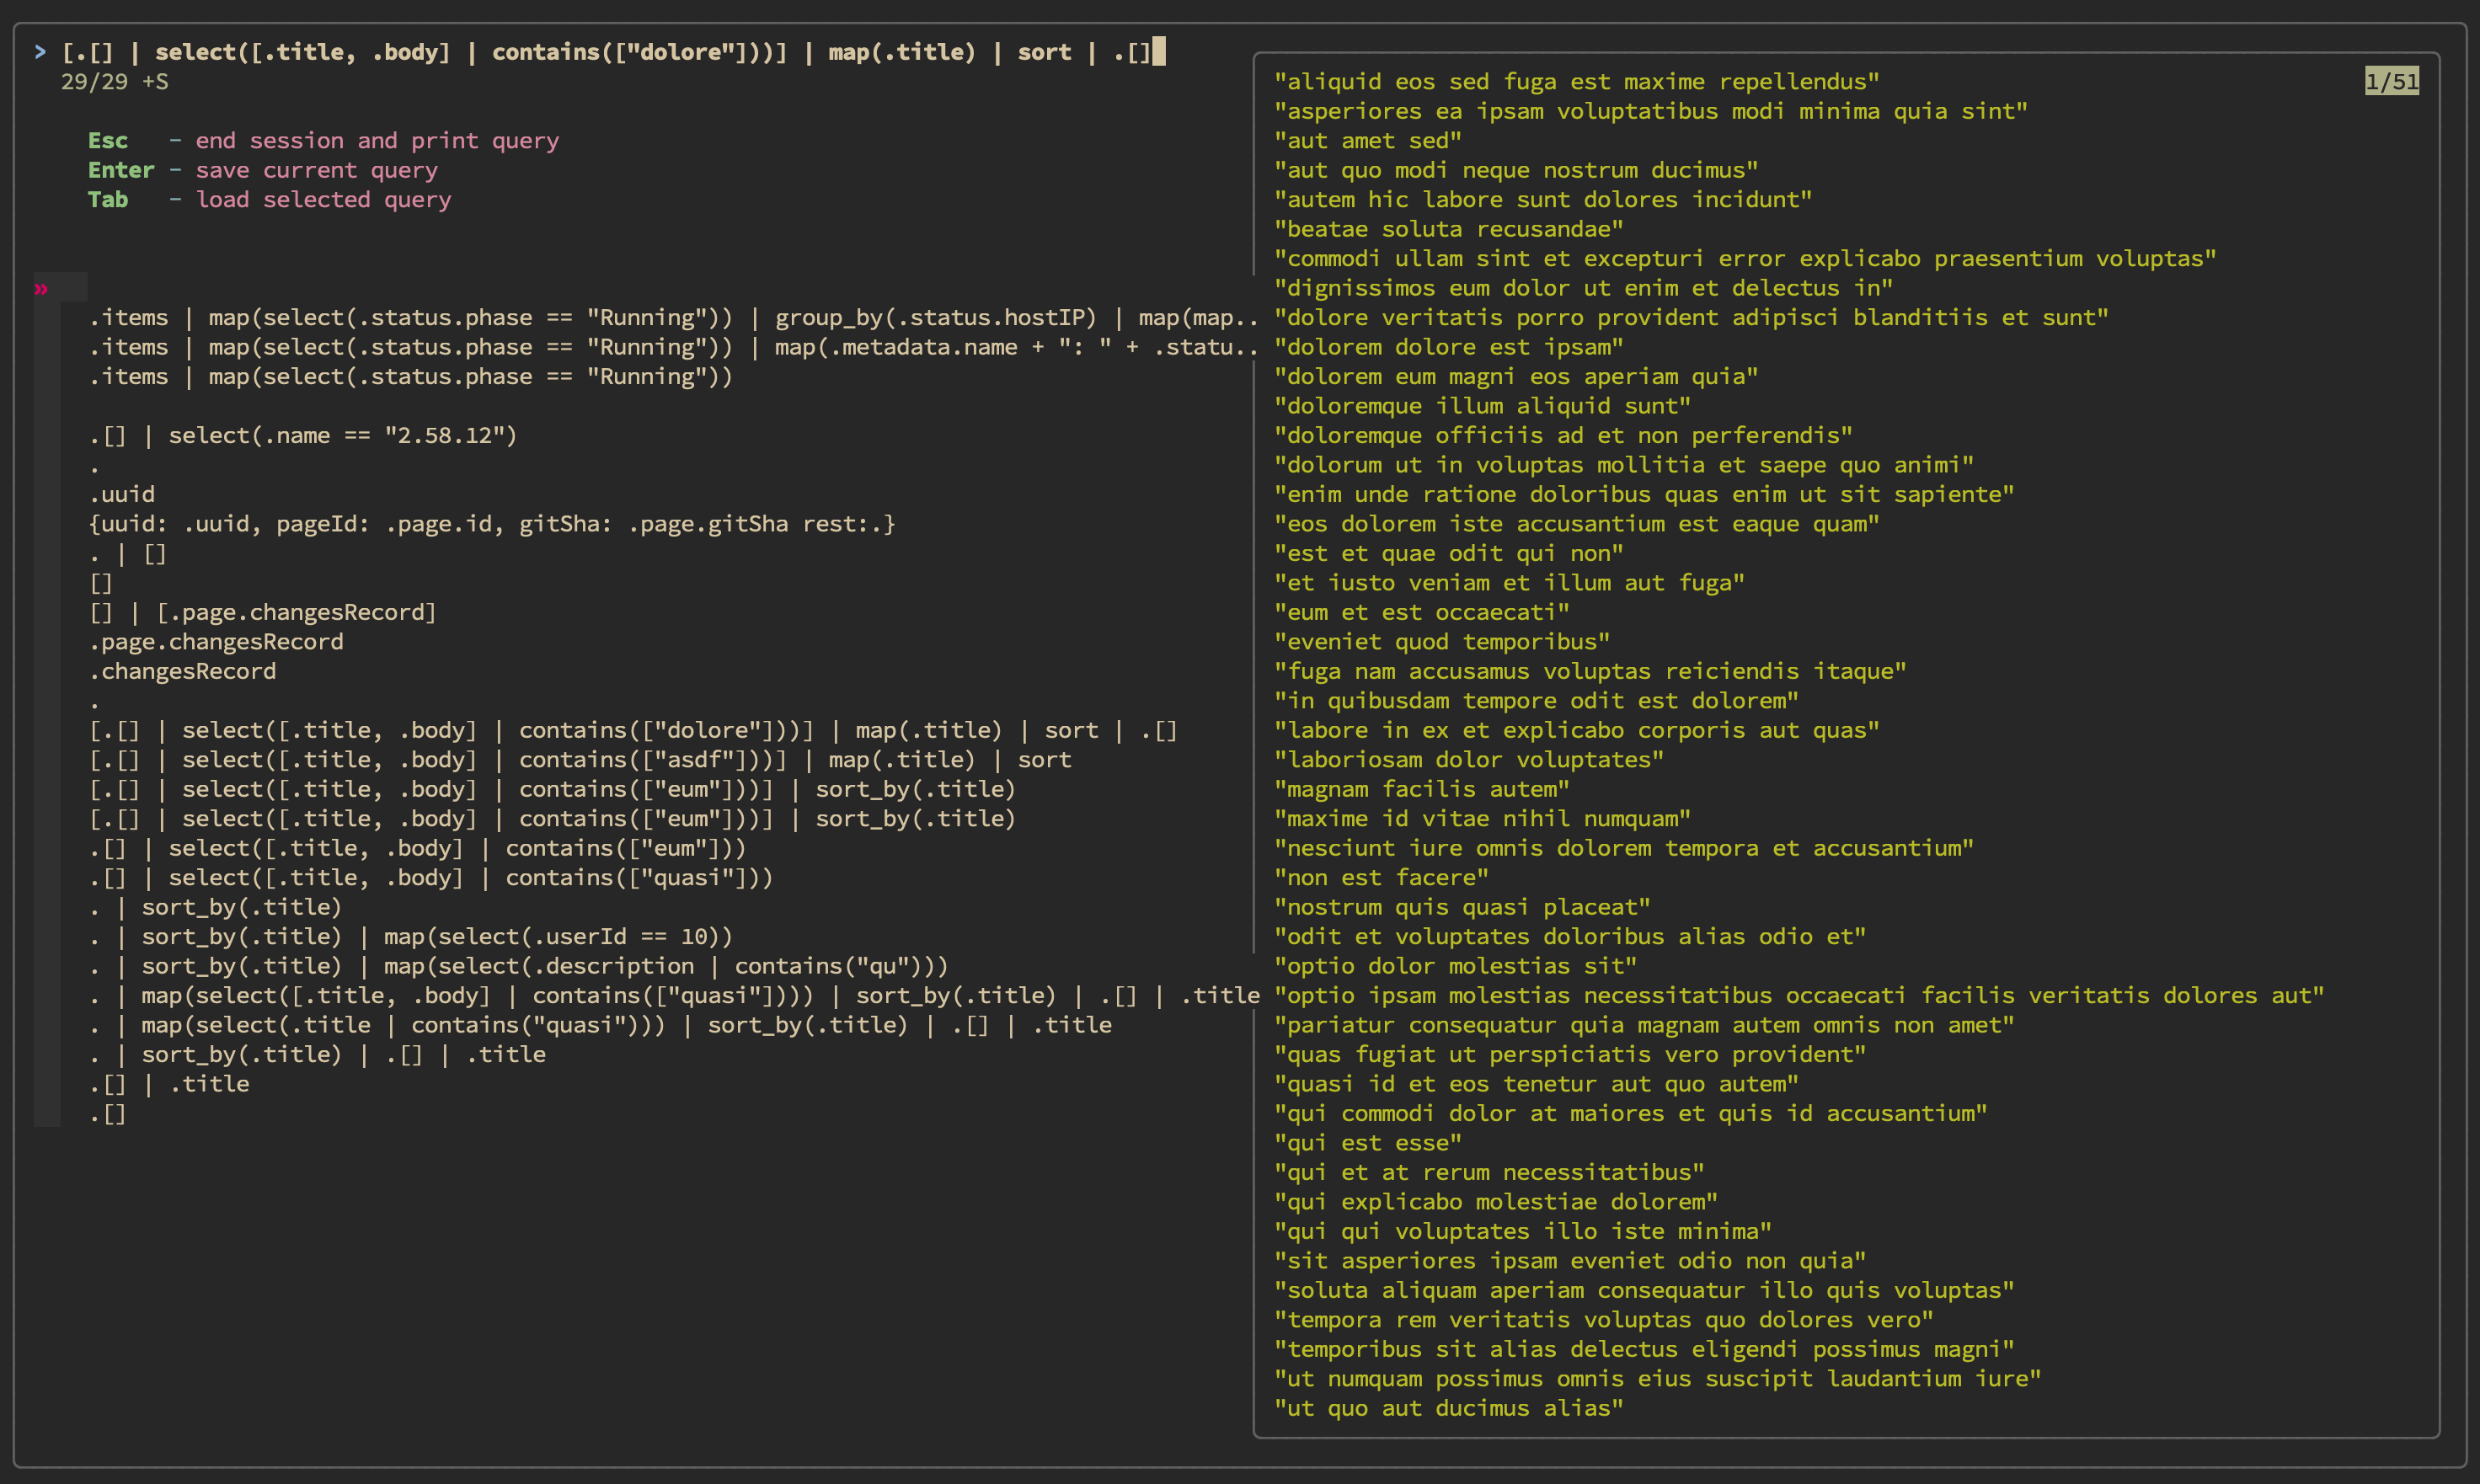 > [.[] | select([.title, .body] | contains(["dolore"]))] | map(.title) | sort | .[]
29/29 +S
Esc   - end session and print query
Enter - save current query
Tab   - load selected query
»
.items | map(select(.status.phase == "Running")) | group_by(.status.hostIP) | map(map..
.items | map(select(.status.phase == "Running")) | map(.metadata.name + ": " + .statu..
.items | map(select(.status.phase == "Running"))
.[] | select(.name == "2.58.12")
.
.uuid
{uuid: .uuid, pageId: .page.id, gitSha: .page.gitSha rest:.}
. | []
[]
[] | [.page.changesRecord]
.page.changesRecord
.changesRecord
.
[.[] | select([.title, .body] | contains(["dolore"]))] | map(.title) | sort | .[]
[.[] | select([.title, .body] | contains(["asdf"]))] | map(.title) | sort
[.[] | select([.title, .body] | contains(["eum"]))] | sort_by(.title)
[.[] | select([.title, .body] | contains(["eum"]))] | sort_by(.title)
.[] | select([.title, .body] | contains(["eum"]))
.[] | select([.title, .body] | contains(["quasi"]))
. | sort_by(.title)
. | sort_by(.title) | map(select(.userId == 10))
. | sort_by(.title) | map(select(.description | contains("qu")))
. | map(select([.title, .body] | contains(["quasi"]))) | sort_by(.title) | .[] | .title
. | map(select(.title | contains("quasi"))) | sort_by(.title) | .[] | .title
. | sort_by(.title) | .[] | .title
.[] | .title
.[]
1/51
"aliquid eos sed fuga est maxime repellendus"
"asperiores ea ipsam voluptatibus modi minima quia sint"
"aut amet sed"
"aut quo modi neque nostrum ducimus"
"autem hic labore sunt dolores incidunt"
"beatae soluta recusandae"
"commodi ullam sint et excepturi error explicabo praesentium voluptas"
"dignissimos eum dolor ut enim et delectus in"
"dolore veritatis porro provident adipisci blanditiis et sunt"
"dolorem dolore est ipsam"
"dolorem eum magni eos aperiam quia"
"doloremque illum aliquid sunt"
"doloremque officiis ad et non perferendis"
"dolorum ut in voluptas mollitia et saepe quo animi"
"enim unde ratione doloribus quas enim ut sit sapiente"
"eos dolorem iste accusantium est eaque quam"
"est et quae odit qui non"
"et iusto veniam et illum aut fuga"
"eum et est occaecati"
"eveniet quod temporibus"
"fuga nam accusamus voluptas reiciendis itaque"
"in quibusdam tempore odit est dolorem"
"labore in ex et explicabo corporis aut quas"
"laboriosam dolor voluptates"
"magnam facilis autem"
"maxime id vitae nihil numquam"
"nesciunt iure omnis dolorem tempora et accusantium"
"non est facere"
"nostrum quis quasi placeat"
"odit et voluptates doloribus alias odio et"
"optio dolor molestias sit"
"optio ipsam molestias necessitatibus occaecati facilis veritatis dolores aut"
"pariatur consequatur quia magnam autem omnis non amet"
"quas fugiat ut perspiciatis vero provident"
"quasi id et eos tenetur aut quo autem"
"qui commodi dolor at maiores et quis id accusantium"
"qui est esse"
"qui et at rerum necessitatibus"
"qui explicabo molestiae dolorem"
"qui qui voluptates illo iste minima"
"sit asperiores ipsam eveniet odio non quia"
"soluta aliquam aperiam consequatur illo quis voluptas"
"tempora rem veritatis voluptas quo dolores vero"
"temporibus sit alias delectus eligendi possimus magni"
"ut numquam possimus omnis eius suscipit laudantium iure"
"ut quo aut ducimus alias"